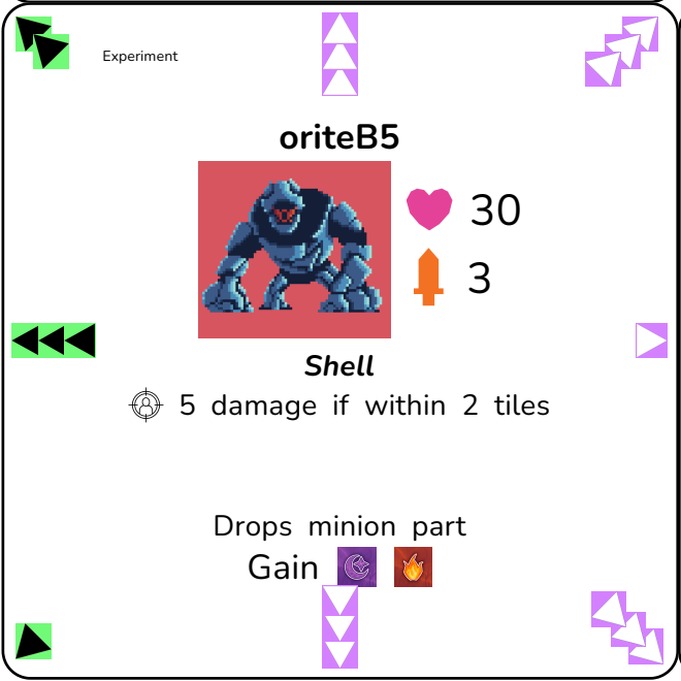 Experiment
oriteB5
30
3
Shell
5 damage if within 2 tiles
Drops minion part
Gain